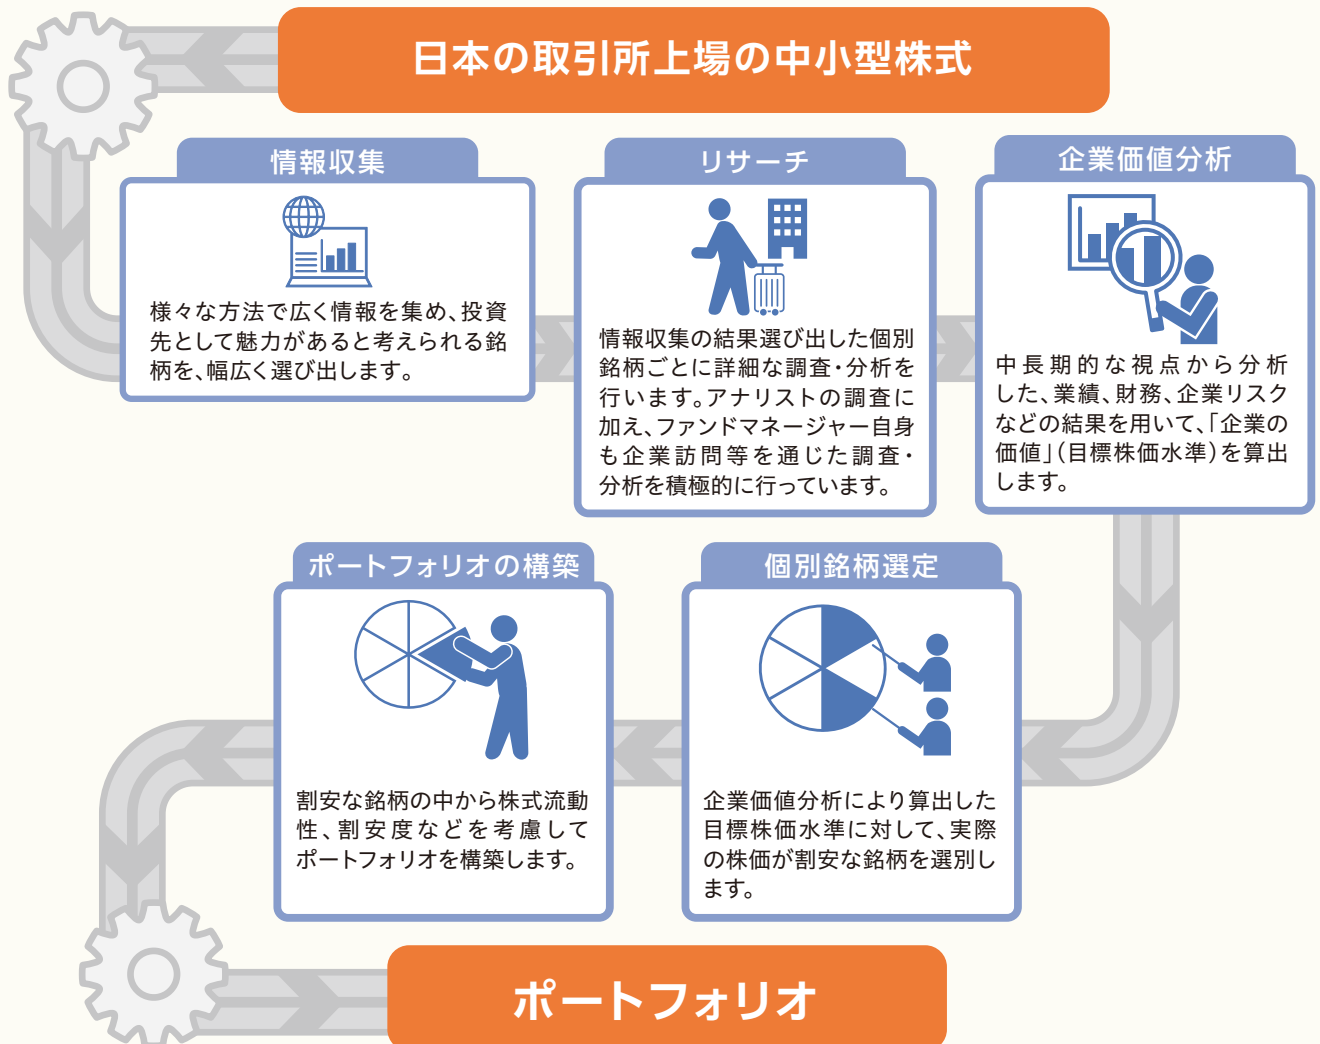 日本の取引所上場の中小型株式
情報収集
様々な方法で広く情報を集め、投資
先として魅力があると考えられる銘
柄を、幅広く選び出します。
リサーチ
情報収集の結果選び出した個別
銘柄ごとに詳細な調査・分析を
行います。アナリストの調査に
加え、ファンドマネージャー自身
も企業訪問等を通じた調査・
分析を積極的に行っています。
企業価値分析
中長期的な視点から分析
した、業績、財務、企業リスク
などの結果を用いて、「企業の
価値」(目標株価水準)を算出
します。
個別銘柄選定
企業価値分析により算出した
目標株価水準に対して、実際
の株価が割安な銘柄を選別し
ます。
ポートフォリオの構築
割安な銘柄の中から株式流動
性、割安度などを考慮して
ポートフォリオを構築します。
ポートフォリオ